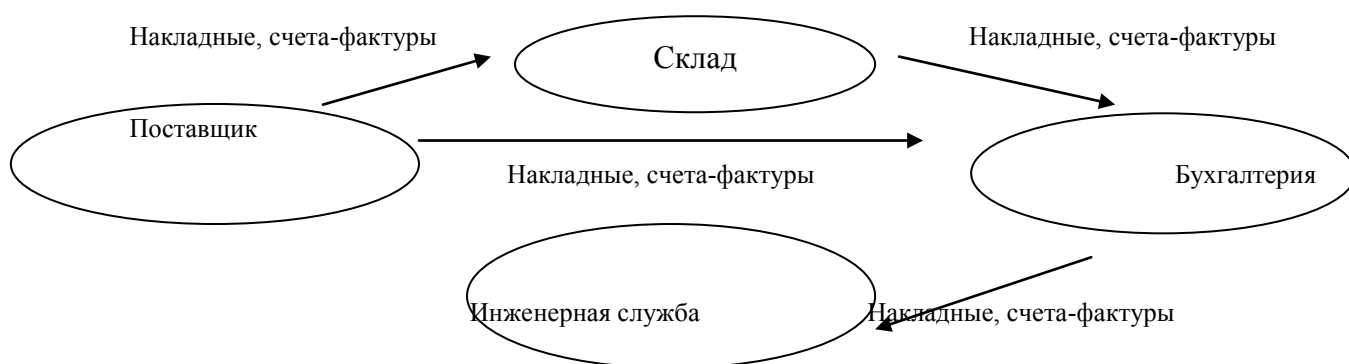 Накладные, счета-фактуры
Склад
Накладные, счета-фактуры
Поставщик
Накладные, счета-фактуры
Бухгалтерия
Инженерная служба
Накладные, счета-фактуры